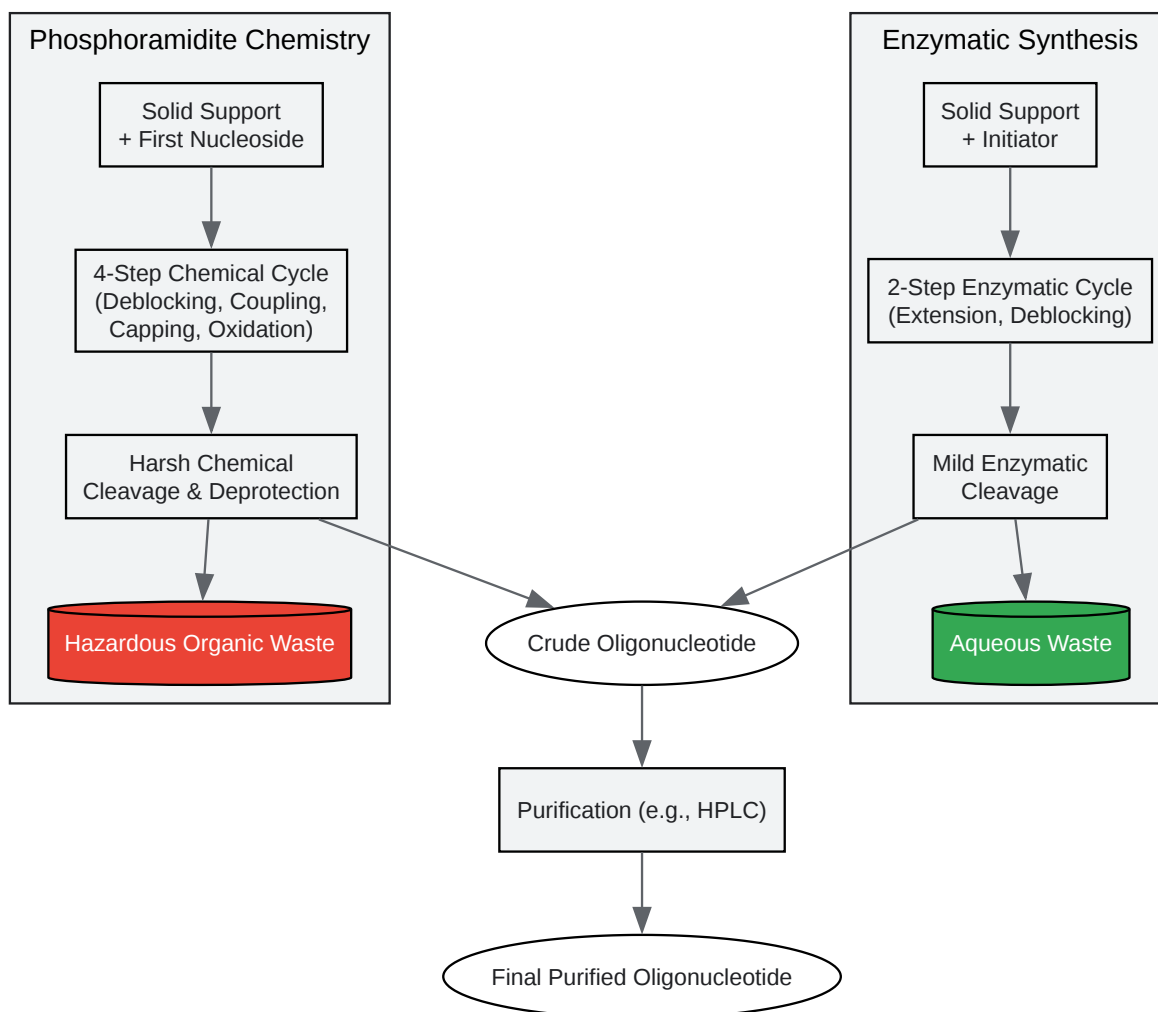 Phosphoramidite Chemistry
Solid Support
+ First Nucleoside
4-Step Chemical Cycle
(Deblocking, Coupling,
Capping, Oxidation)
Harsh Chemical
Cleavage & Deprotection
Hazardous Organic Waste
Enzymatic Synthesis
Solid Support
+ Initiator
2-Step Enzymatic Cycle
(Extension, Deblocking)
Mild Enzymatic
Cleavage
Aqueous Waste
Crude Oligonucleotide
Purification (e.g., HPLC)
Final Purified Oligonucleotide